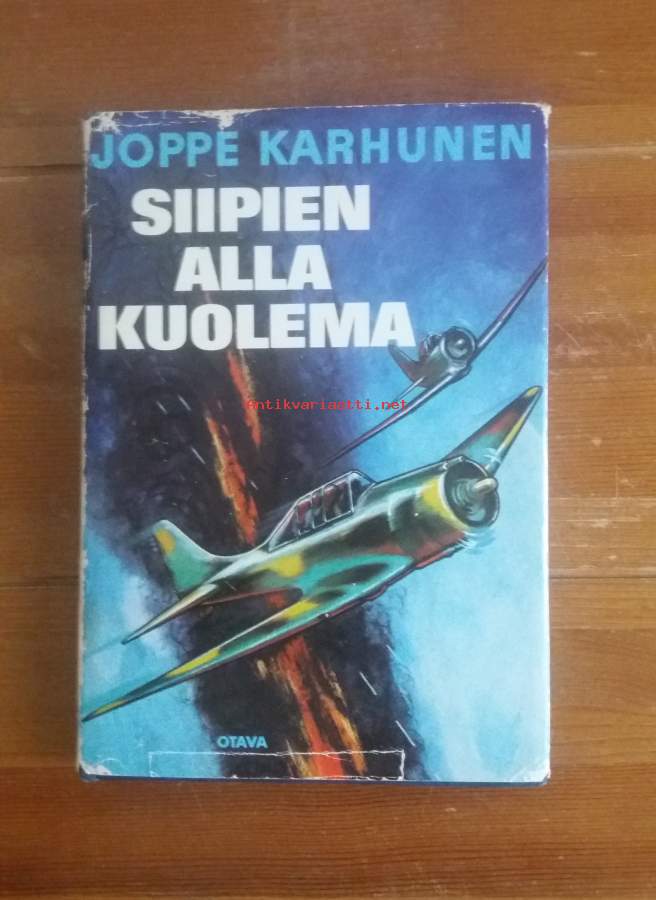 JOPPE KARHUNEN
SIIPIEN
ALLA
KUOLEMA
Antikvariaatti.net
OTAVA